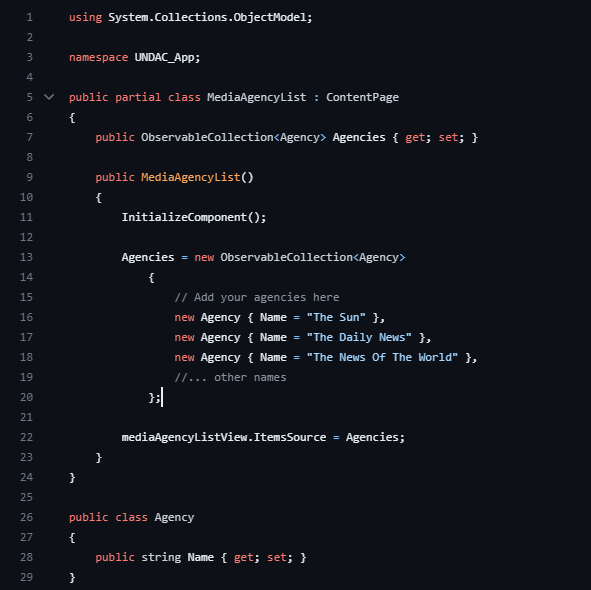 1 using System.Collections.ObjectModel;
2
3 namespace UNDAC_App;
4
5 public partial class MediaAgencyList : ContentPage
6 {
7 public ObservableCollection<Agency> Agencies { get; set; }
8
9 public MediaAgencyList()
10 {
11 InitializeComponent();
12
13 Agencies = new ObservableCollection<Agency>
14 {
15 // Add your agencies here
16 new Agency { Name = "The Sun" },
17 new Agency { Name = "The Daily News" },
18 new Agency { Name = "The News Of The World" },
19 //... other names
20 };
21
22 mediaAgencyListView.ItemsSource = Agencies;
23 }
24 }
25
26 public class Agency
27 {
28 public string Name { get; set; }
29 }